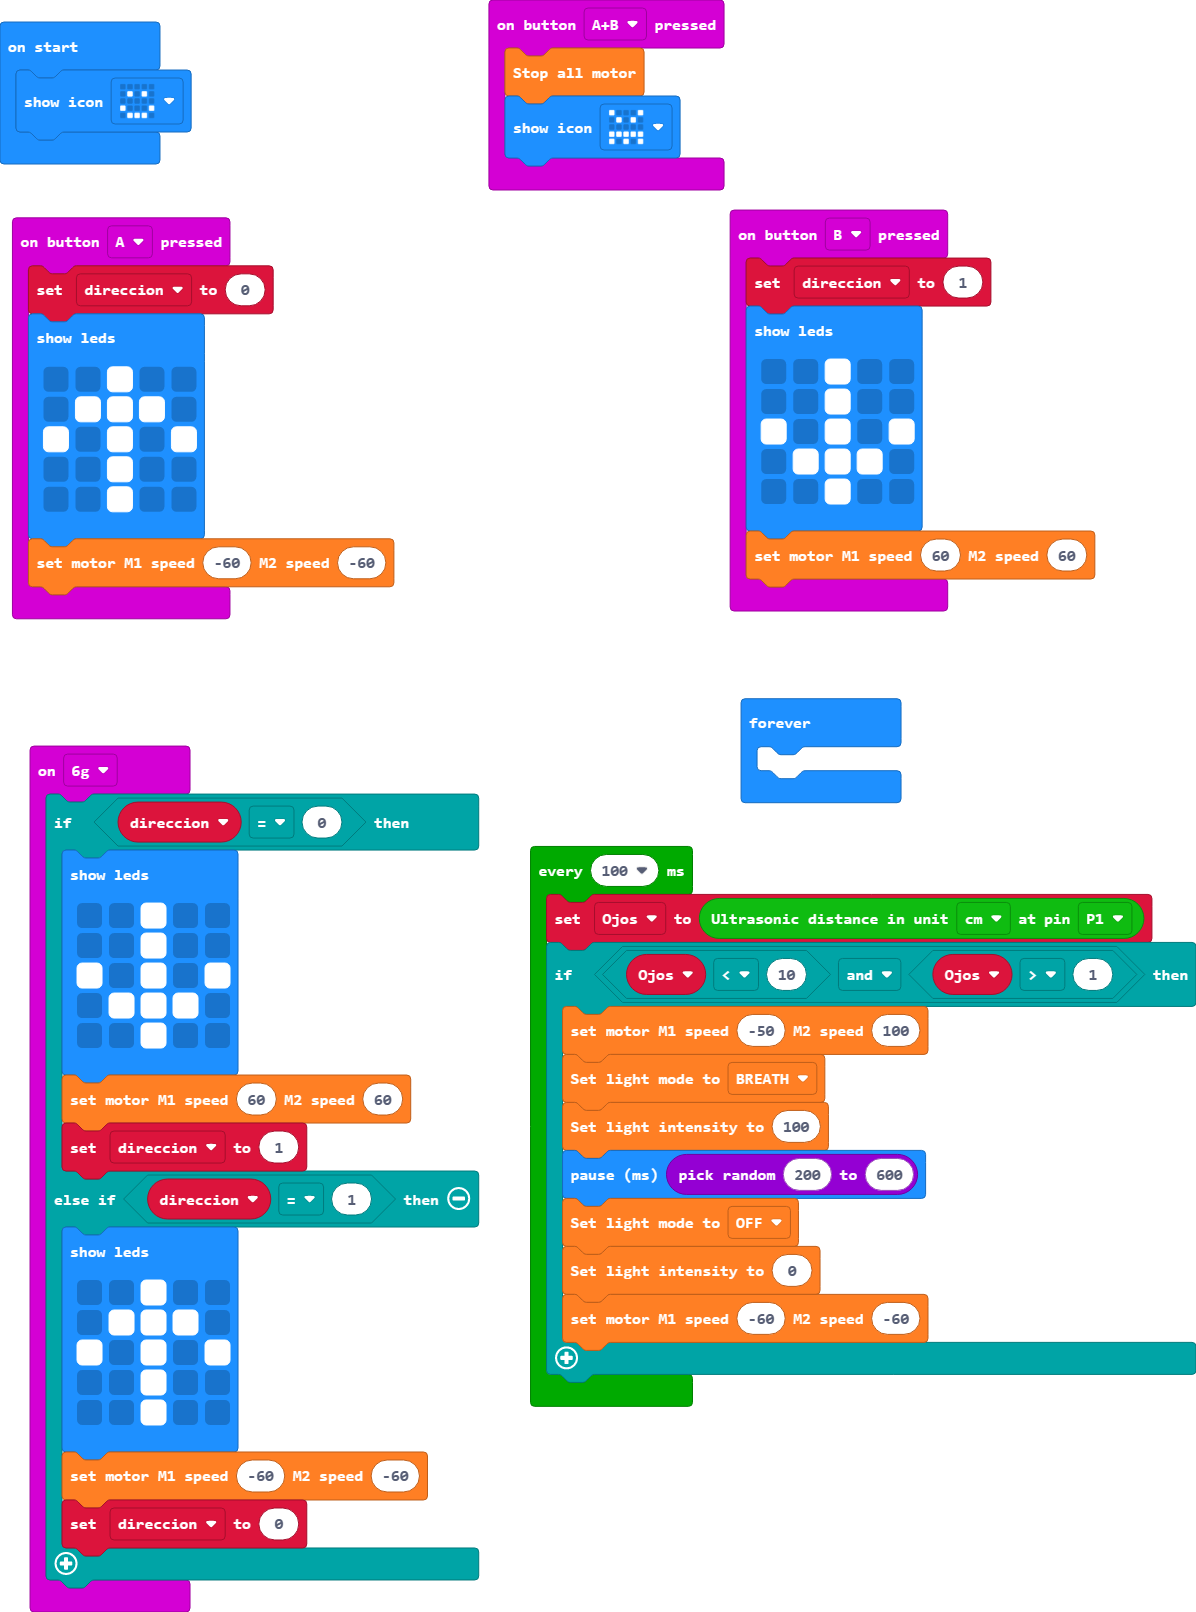 on start
show icon
on button A+B pressed
Stop all motor
show icon
on button A pressed
set direccion to 0
show leds
set motor M1 speed -60 M2 speed -60
on button B pressed
set direccion to 1
show leds
set motor M1 speed 60 M2 speed 60
forever
on 6g
if direccion = 0 then
show leds
set motor M1 speed 60 M2 speed 60
set direccion to 1
else if direccion = 1 then
show leds
set motor M1 speed -60 M2 speed -60
set direccion to 0
every 100 ms
set Ojos to Ultrasonic distance in unit cm at pin P1
if Ojos < 10 and Ojos > 1 then
set motor M1 speed -50 M2 speed 100
Set light mode to BREATH
Set light intensity to 100
pause (ms) pick random 200 to 600
Set light mode to OFF
Set light intensity to 0
set motor M1 speed -60 M2 speed -60